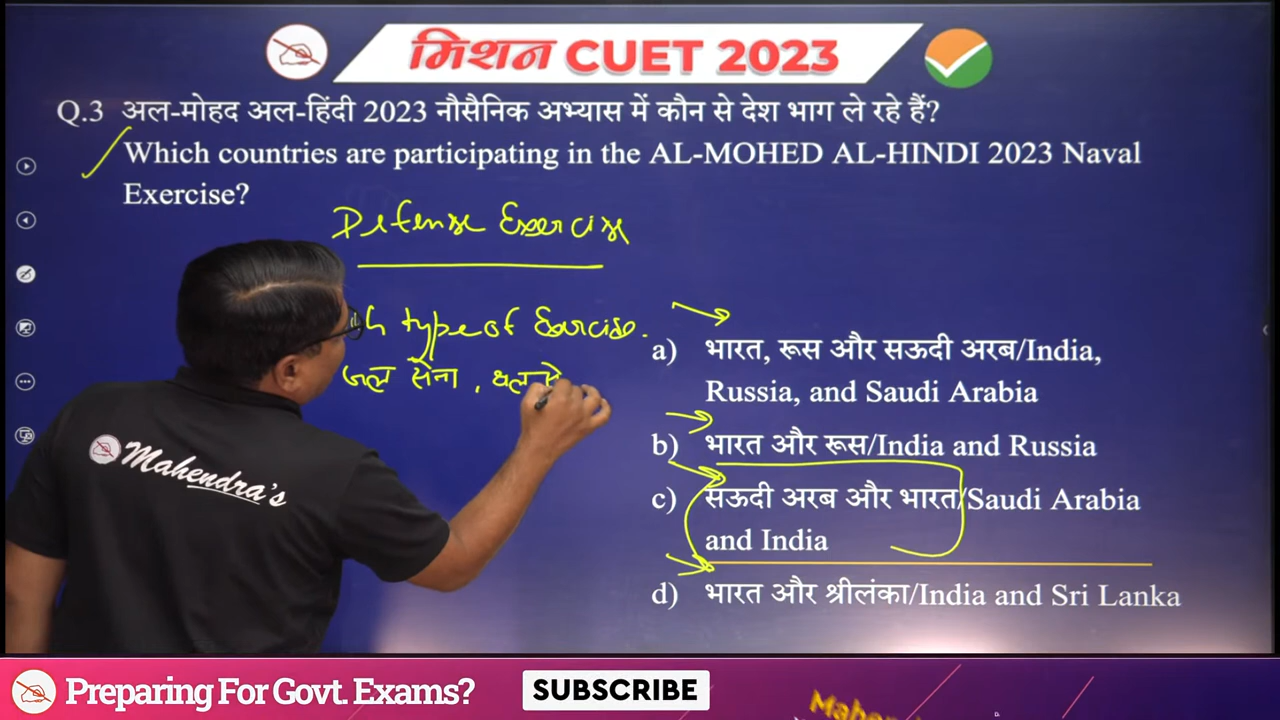 मिशन CUET 2023
Q.3 अल-मोहद अल-हिंदी 2023 नौसैनिक अभ्यास में कौन से देश भाग ले रहे हैं?
Which countries are participating in the AL-MOHED AL-HINDI 2023 Naval
Exercise?
Defense Exercise
type of Exercise.
जल सेना, थल से
a) भारत, रूस और सऊदी अरब/India,
Russia, and Saudi Arabia
b) भारत और रूस/India and Russia
c) सऊदी अरब और भारत/Saudi Arabia
and India
d) भारत और श्रीलंका/India and Sri Lanka
Mahendra's
Preparing For Govt. Exams?
SUBSCRIBE